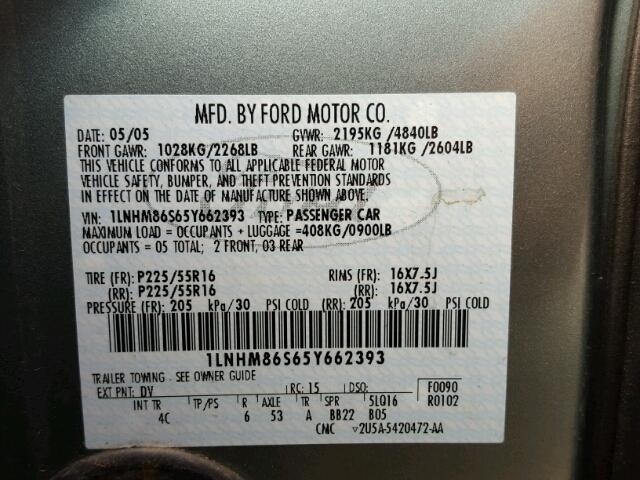 MFD. BY FORD MOTOR CO.
DATE: 05/05 GVWR: 2195KG /4840LB
FRONT GAWR: 1028KG/2268LB REAR GAWR: 1181KG /2604LB
THIS VEHICLE CONFORMS TO ALL APPLICABLE FEDERAL MOTOR
VEHICLE SAFETY, BUMPER, AND THEFT PREVENTION STANDARDS
IN EFFECT ON THE DATE OF MANUFACTURE SHOWN ABOVE.
VIN: 1LNHM86S65Y662393 TYPE: PASSENGER CAR
MAXIMUM LOAD = OCCUPANTS + LUGGAGE =408KG/0900LB
OCCUPANTS = 05 TOTAL; 2 FRONT, 03 REAR
TIRE (FR): P225/55R16 RIMS (FR): 16X7.5J
(RR): P225/55R16 (RR): 16X7.5J
PRESSURE (FR): 205 kPa/30 PSI COLD (RR): 205 kPa/30 PSI COLD
1LNHM86S65Y662393
TRAILER TOWING - SEE OWNER GUIDE
EXT PNT: DV RC: 15 DSO: F0090
INT TR TP/PS R AXLE TR SPR 5LQ16 R0102
4C 6 53 A BB22 B05
CMC ▽2U5A-5420472-AA